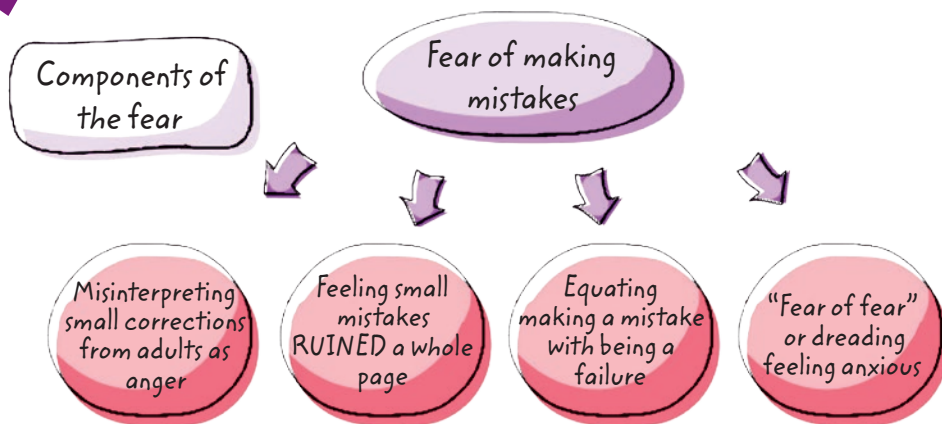 Components of
the fear
Fear of making
mistakes
Misinterpreting
small corrections
from adults as
anger
Feeling small
mistakes
RUINED a whole
page
Equating
making a mistake
with being a
failure
“Fear of fear”
or dreading
feeling anxious